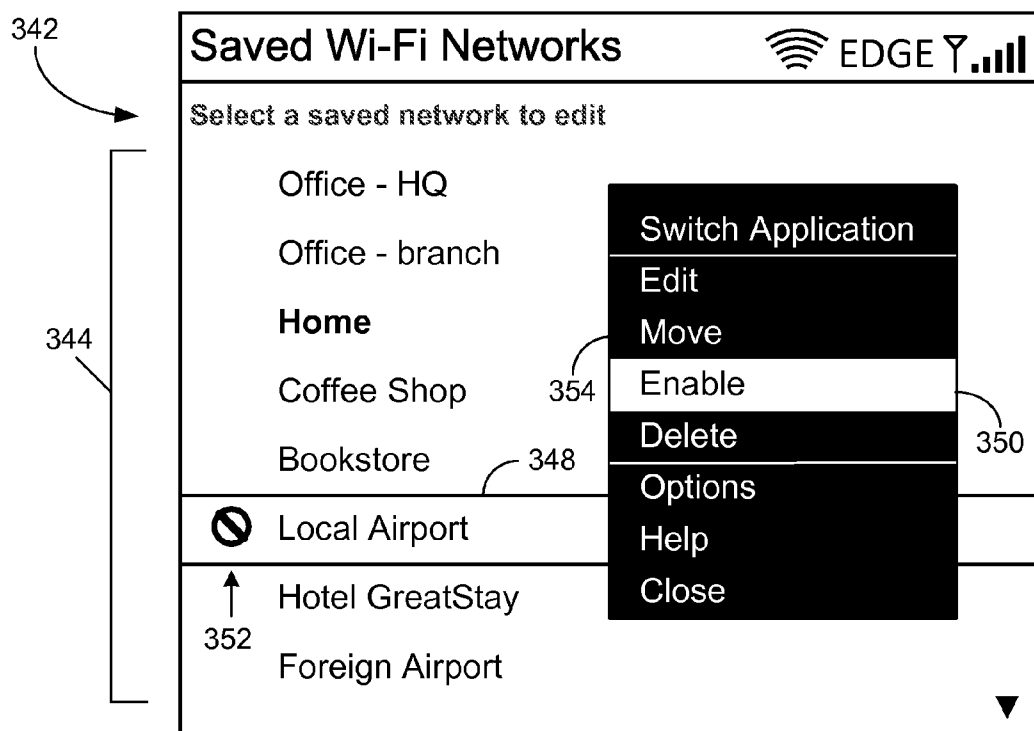 342
Saved Wi-Fi Networks
EDGE
Select a saved network to edit
Office - HQ
Office - branch
Home
Coffee Shop
Bookstore
Local Airport
Hotel GreatStay
Foreign Airport
Switch Application
Edit
Move
Enable
Delete
Options
Help
Close
344
354
350
348
352